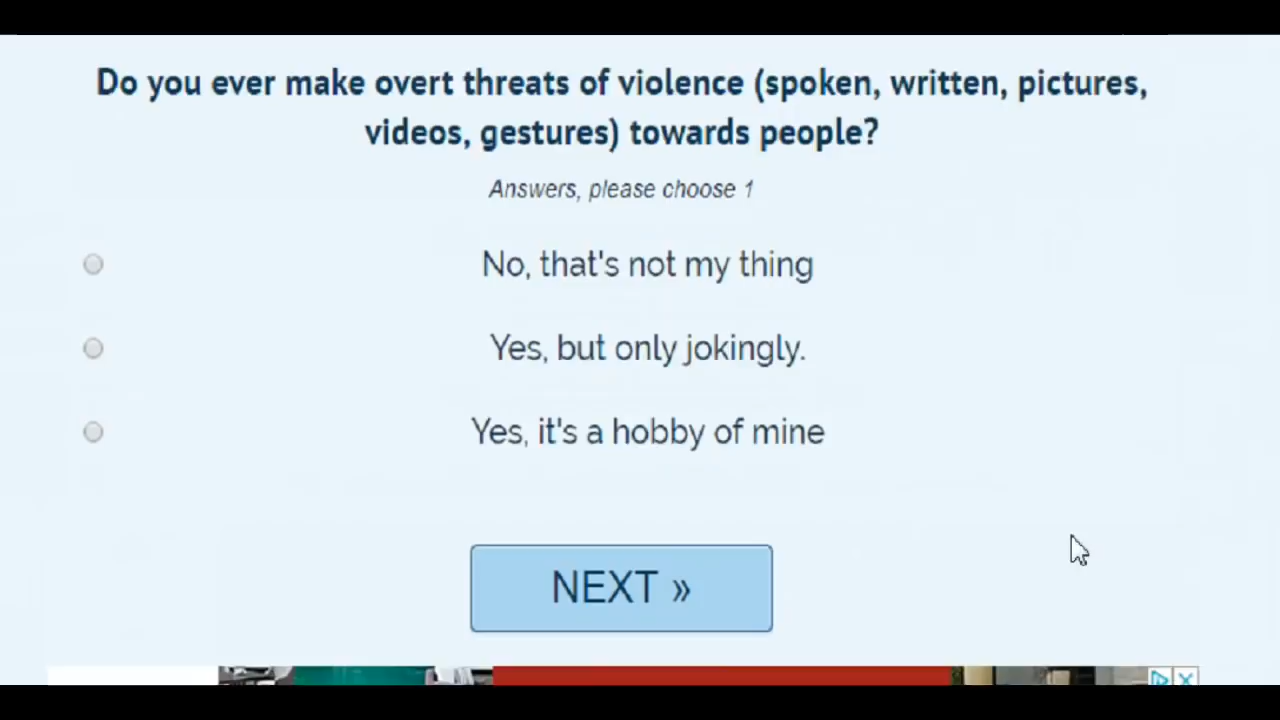 Do you ever make overt threats of violence (spoken, written, pictures,
videos, gestures) towards people?
Answers, please choose 1
No, that's not my thing
Yes, but only jokingly.
Yes, it's a hobby of mine
NEXT »